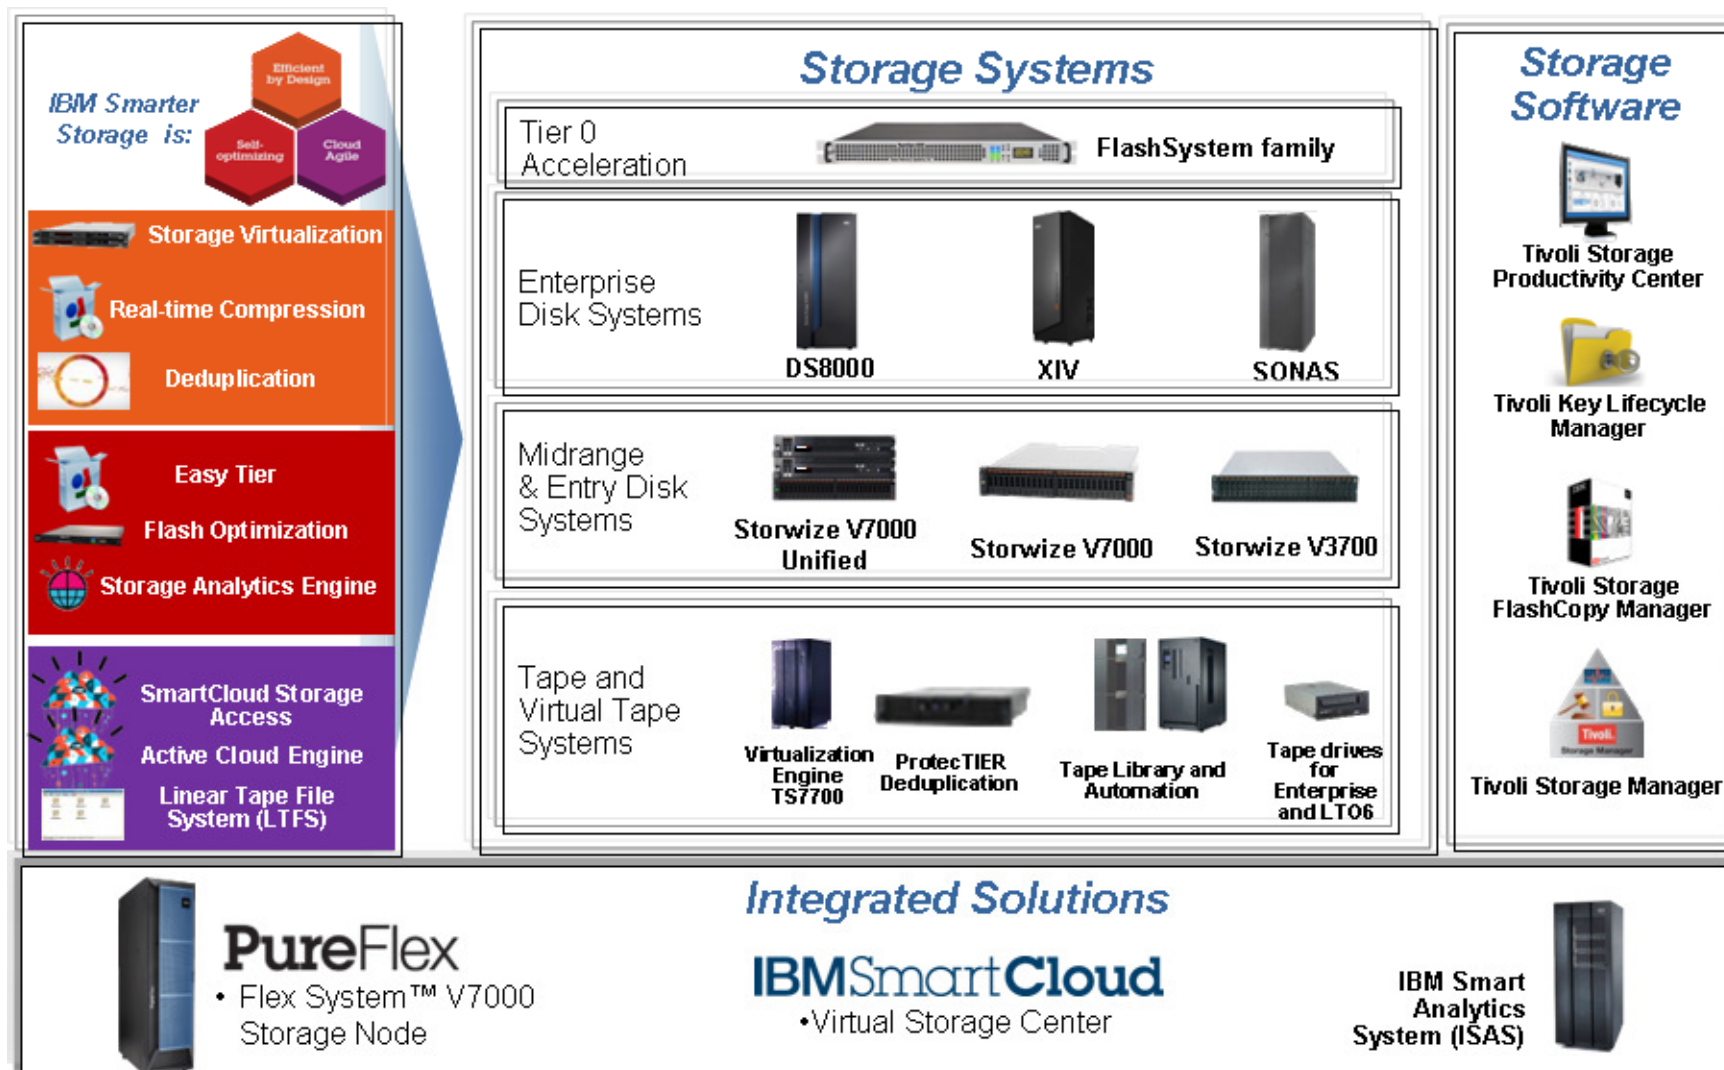 IBM Smarter
Storage is:
Efficient
by Design
Self-
optimizing
Cloud
Agile
Storage Virtualization
Real-time Compression
Deduplication
Easy Tier
Flash Optimization
Storage Analytics Engine
SmartCloud Storage
Access
Active Cloud Engine
Linear Tape File
System (LTFS)
Storage Systems
Tier 0
Acceleration
FlashSystem family
Enterprise
Disk Systems
DS8000
XIV
SONAS
Midrange
& Entry Disk
Systems
Storwize V7000
Unified
Storwize V7000
Storwize V3700
Tape and
Virtual Tape
Systems
Virtualization
Engine
TS7700
ProtecTIER
Deduplication
Tape Library and
Automation
Tape drives
for
Enterprise
and LTO6
Storage
Software
Tivoli Storage
Productivity Center
Tivoli Key Lifecycle
Manager
Tivoli Storage
FlashCopy Manager
Tivoli.
Storage Manager
Tivoli Storage Manager
Integrated Solutions
PureFlex
• Flex System™ V7000
Storage Node
IBMSmartCloud
•Virtual Storage Center
IBM Smart
Analytics
System (ISAS)